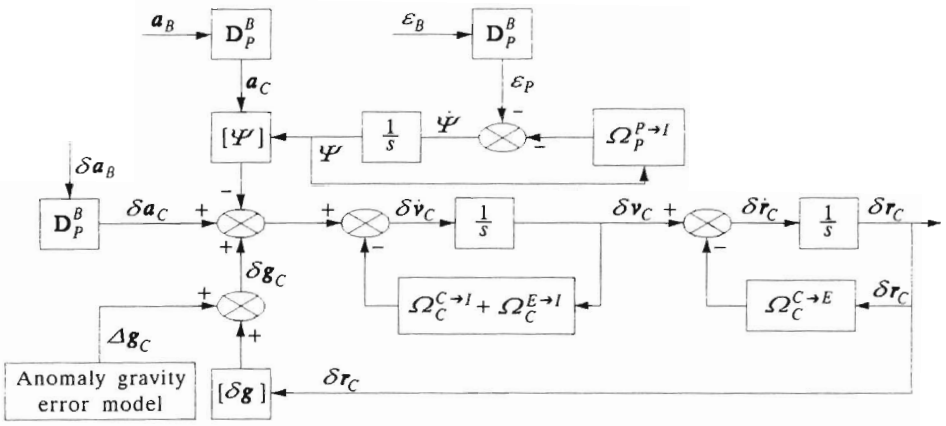 a_B
D_P^B
ε_B
D_P^B
a_C
ε_P
−
[Ψ]
Ψ
1/s
Ψ̇
−
Ω_P^{P→I}
δa_B
−
D_P^B
δa_C
+
+
+
δv̇_C
1/s
δv_C
+
δṙ_C
1/s
δr_C
−
−
δg_C
+
Ω_C^{C→I} + Ω_C^{E→I}
Ω_C^{C→E}
δr_C
Δg_C
+
Anomaly gravity
error model
[δg]
δr_C